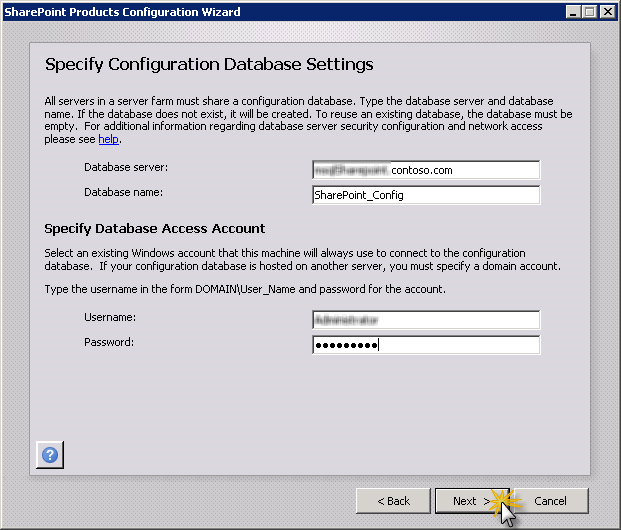 SharePoint Products Configuration Wizard
Specify Configuration Database Settings
All servers in a server farm must share a configuration database. Type the database server and database
name. If the database does not exist, it will be created. To reuse an existing database, the database must be
empty.  For additional information regarding database server security configuration and network access
please see help.
Database server:
.contoso.com
Database name:
SharePoint_Config
Specify Database Access Account
Select an existing Windows account that this machine will always use to connect to the configuration
database.  If your configuration database is hosted on another server, you must specify a domain account.
Type the username in the form DOMAIN\User_Name and password for the account.
Username:
Password:
●●●●●●●●●
?
< Back
Next >
Cancel